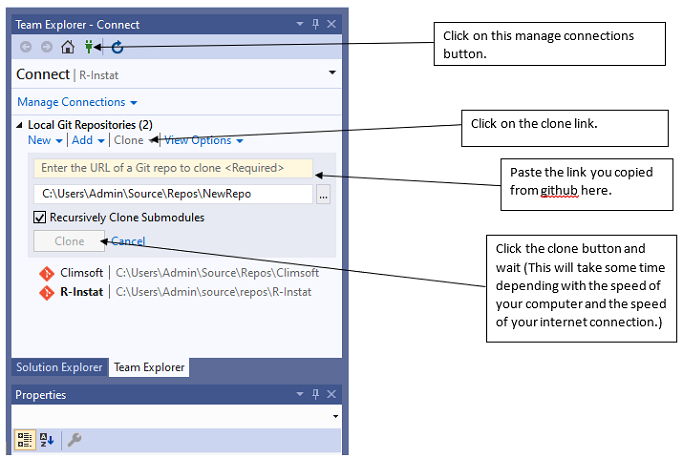 Team Explorer - Connect
Connect | R-Instat
Manage Connections
Local Git Repositories (2)
New | Add | Clone | View Options
Enter the URL of a Git repo to clone <Required>
C:\Users\Admin\Source\Repos\NewRepo
...
Recursively Clone Submodules
Clone
Cancel
Climsoft | C:\Users\Admin\Source\Repos\Climsoft
R-Instat | C:\Users\Admin\source\repos\R-Instat
Solution Explorer
Team Explorer
Properties
Click on this manage connections
button.
Click on the clone link.
Paste the link you copied
from github here.
Click the clone button and
wait (This will take some time
depending with the speed of
your computer and the speed
of your internet connection.)